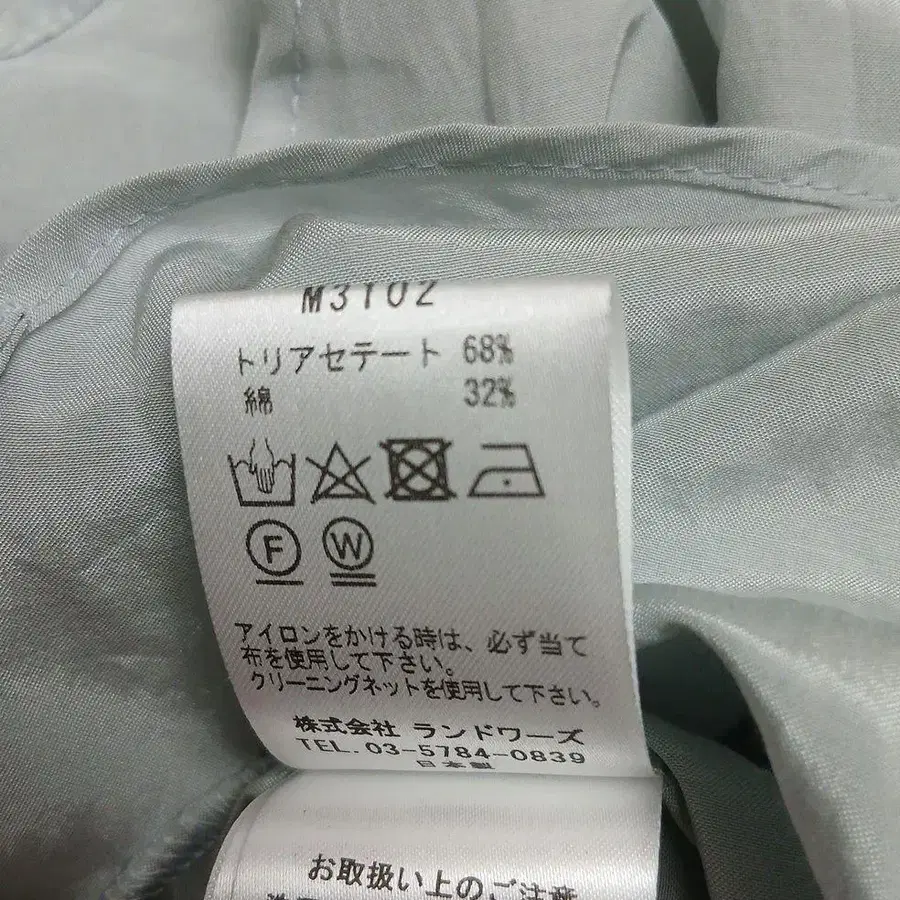 M3102
トリアセテート 68%
綿 32%
F W
アイロンをかける時は、必ず当て
布を使用して下さい。
クリーニングネットを使用して下さい。
株式会社 ランドワーズ
TEL. 03-5784-0839
日本製
お取扱い上のご注意